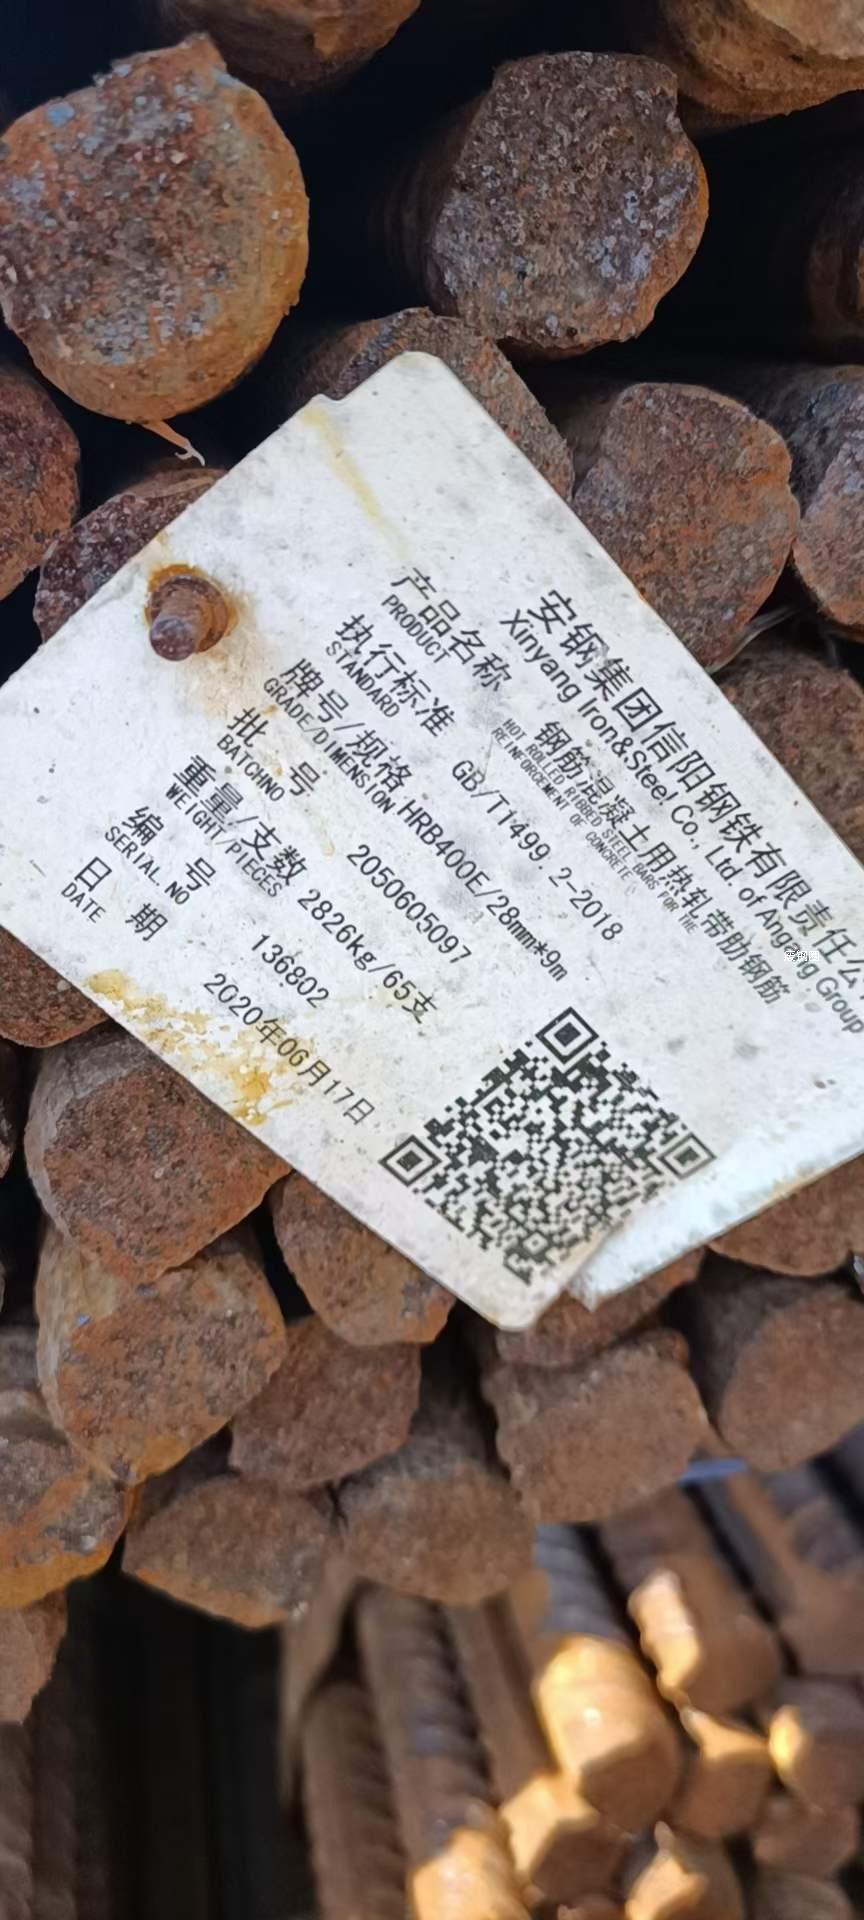 安钢集团信阳钢铁有限责任公
Xinyang Iron&Steel Co., Ltd. of Angang Group
产品名称 钢筋混凝土用热轧带肋钢筋
PRODUCT HOT ROLLED RIBBED STEEL BARS FOR THE
REINFORCEMENT OF CONCRETE
执行标准 GB/T1499.2-2018
STANDARD
牌号/规格 HRB400E/28mm*9m
GRADE/DIMENSION
批 号 2050605097
BATCHNO
重量/支数 2826kg/65支
WEIGHT/PIECES
编 号 136802
SERIAL NO
日 期 2020年06月17日
DATE